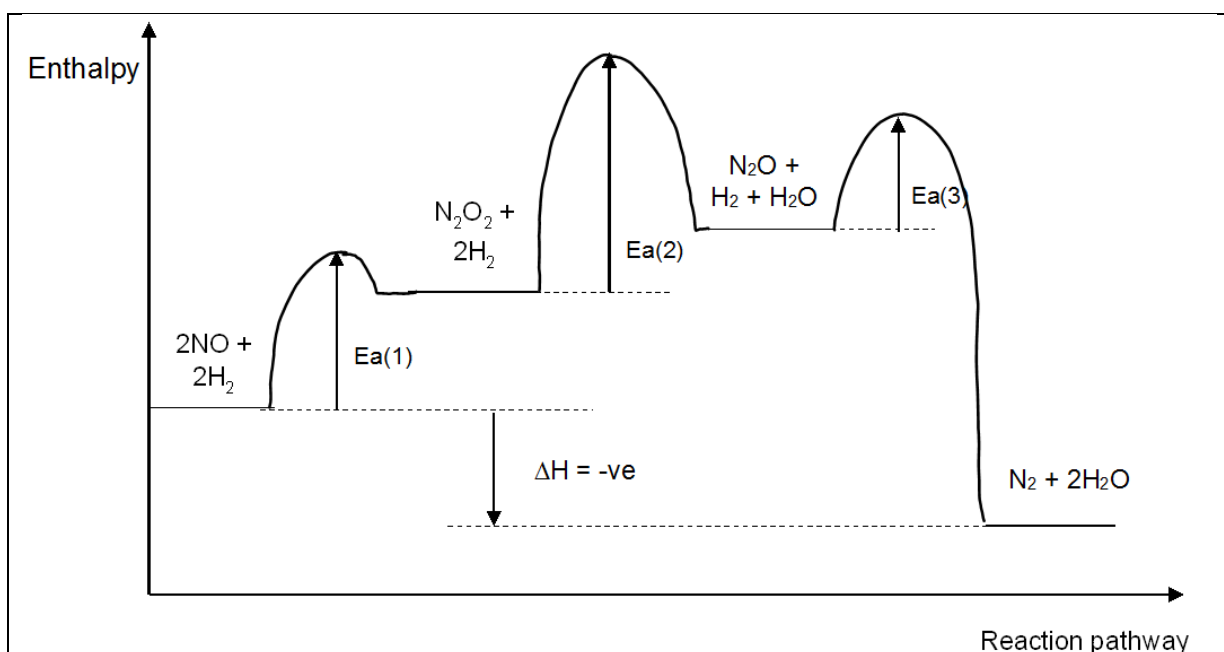 Enthalpy
N₂O +
H₂ + H₂O
Ea(3)
N₂O₂ +
2H₂
Ea(2)
2NO +
2H₂
Ea(1)
ΔH = -ve
N₂ + 2H₂O
Reaction pathway